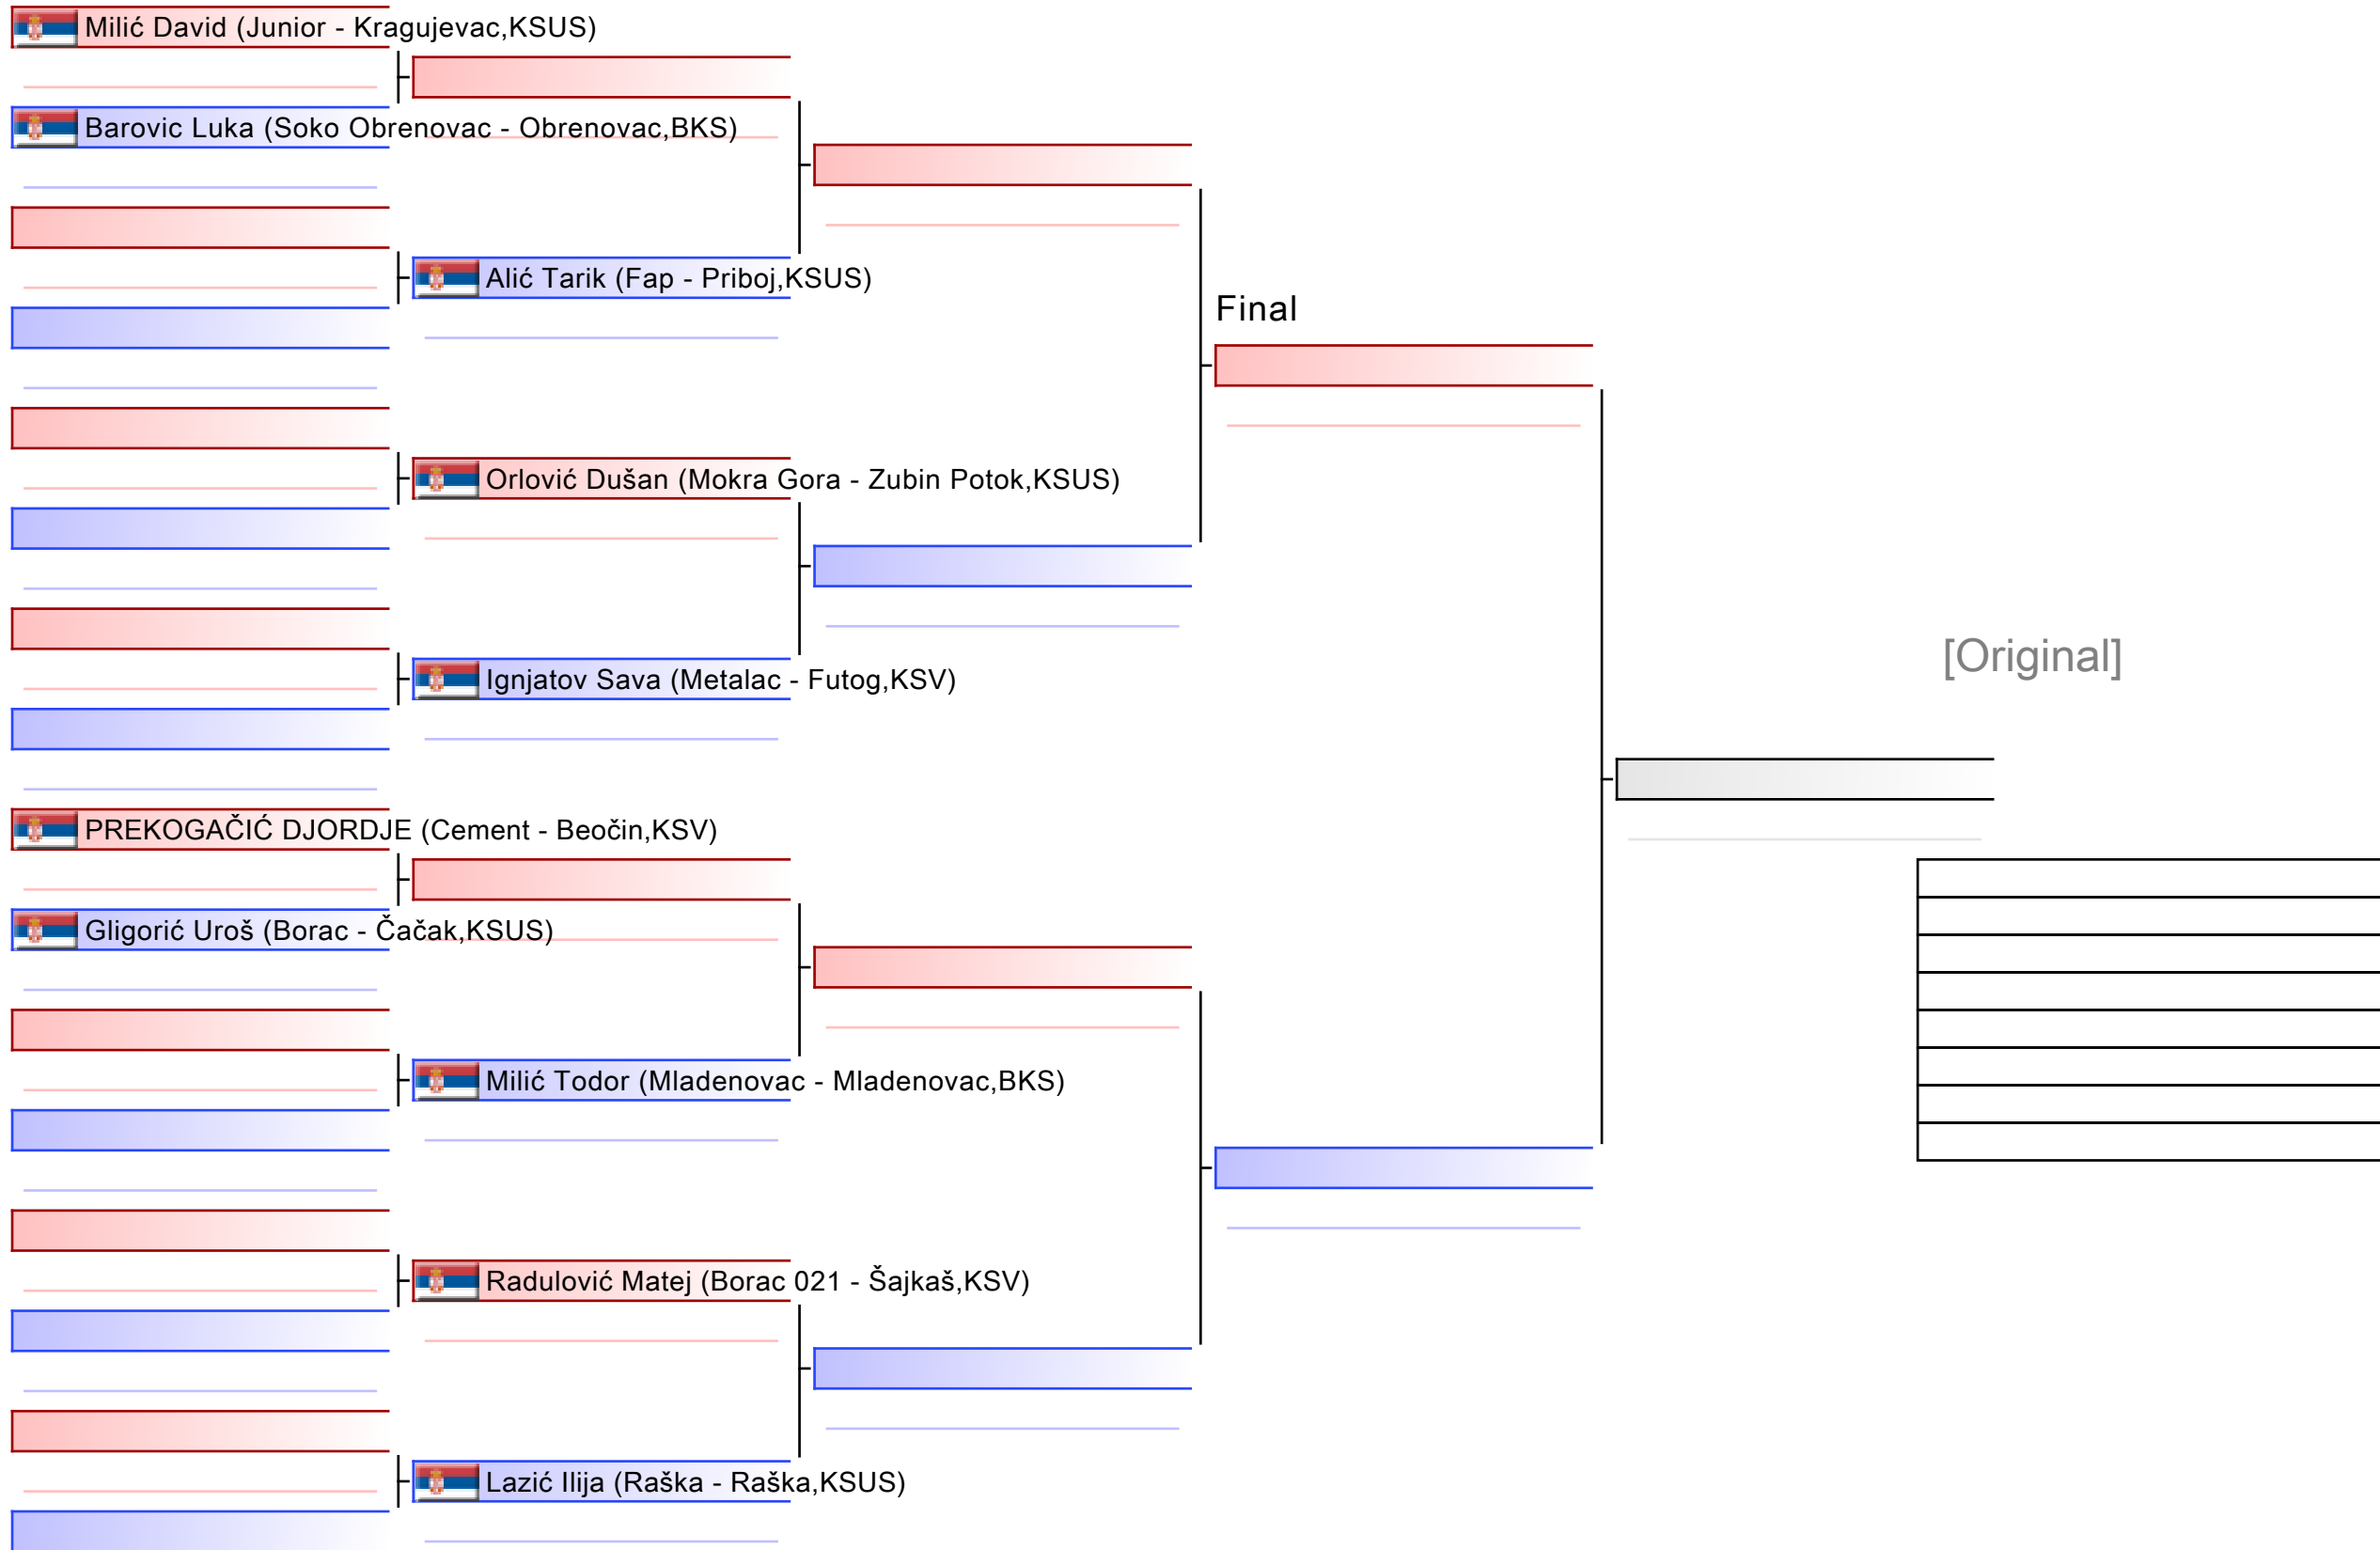 Milić David (Junior - Kragujevac,KSUS)
Barovic Luka (Soko Obrenovac - Obrenovac,BKS)
Alić Tarik (Fap - Priboj,KSUS)
Final
Orlović Dušan (Mokra Gora - Zubin Potok,KSUS)
[Original]
Ignjatov Sava (Metalac - Futog,KSV)
PREKOGAČIĆ DJORDJE (Cement - Beočin,KSV)
Gligorić Uroš (Borac - Čačak,KSUS)
Milić Todor (Mladenovac - Mladenovac,BKS)
Radulović Matej (Borac 021 - Šajkaš,KSV)
Lazić Ilija (Raška - Raška,KSUS)